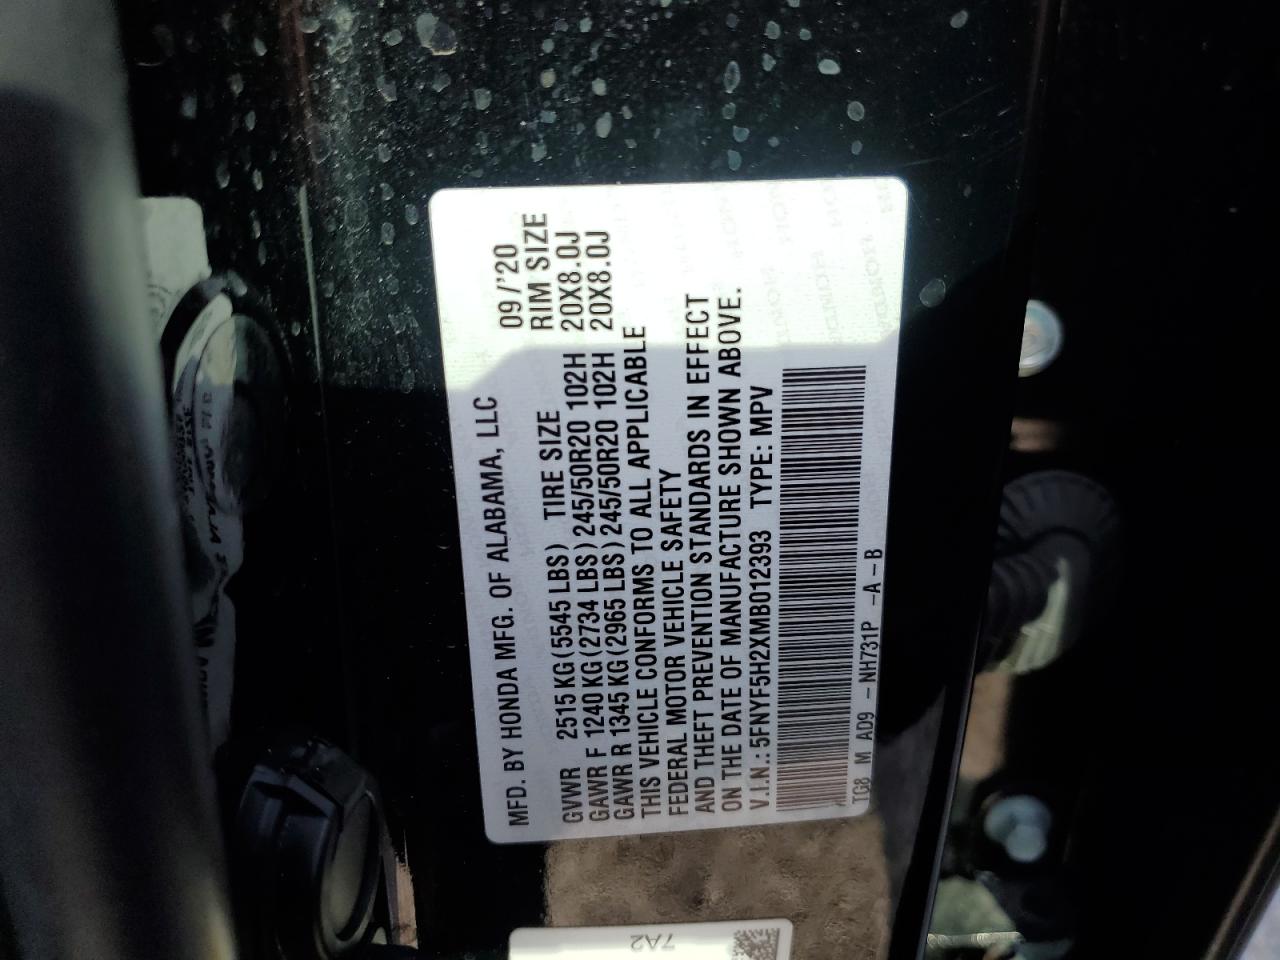 MFD. BY HONDA MFG. OF ALABAMA, LLC 09/'20
GVWR 2515 KG(5545 LBS) TIRE SIZE RIM SIZE
GAWR F 1240 KG(2734 LBS) 245/50R20 102H 20X8.0J
GAWR R 1345 KG(2965 LBS) 245/50R20 102H 20X8.0J
THIS VEHICLE CONFORMS TO ALL APPLICABLE
FEDERAL MOTOR VEHICLE SAFETY
AND THEFT PREVENTION STANDARDS IN EFFECT
ON THE DATE OF MANUFACTURE SHOWN ABOVE.
V.I.N.: 5FNYF5H2XMB012393 TYPE: MPV
TG8 M AD9 - NH731P -A-B
7A2